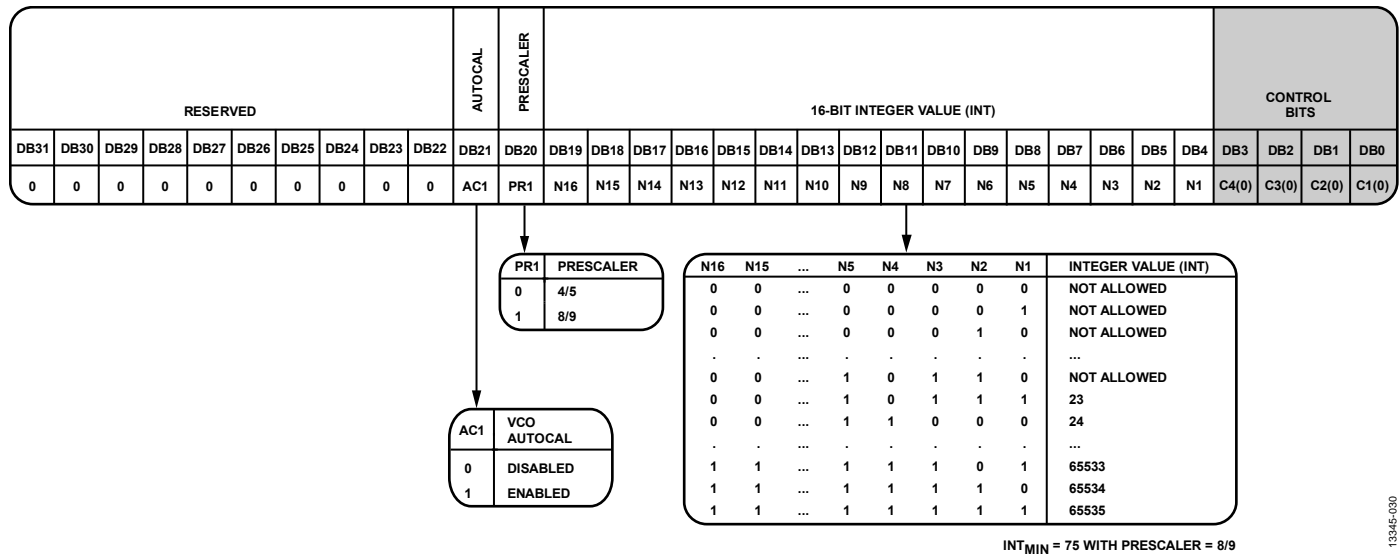 RESERVED AUTOCAL PRESCALER 16-BIT INTEGER VALUE (INT) CONTROL BITS
DB31 DB30 DB29 DB28 DB27 DB26 DB25 DB24 DB23 DB22 DB21 DB20 DB19 DB18 DB17 DB16 DB15 DB14 DB13 DB12 DB11 DB10 DB9 DB8 DB7 DB6 DB5 DB4 DB3 DB2 DB1 DB0
0 0 0 0 0 0 0 0 0 0 AC1 PR1 N16 N15 N14 N13 N12 N11 N10 N9 N8 N7 N6 N5 N4 N3 N2 N1 C4(0) C3(0) C2(0) C1(0)
PR1 PRESCALER
0 4/5
1 8/9
AC1 VCO AUTOCAL
0 DISABLED
1 ENABLED
N16 N15 ... N5 N4 N3 N2 N1 INTEGER VALUE (INT)
0 0 ... 0 0 0 0 0 NOT ALLOWED
0 0 ... 0 0 0 0 1 NOT ALLOWED
0 0 ... 0 0 0 1 0 NOT ALLOWED
. . ... . . . . . ...
0 0 ... 1 0 1 1 0 NOT ALLOWED
0 0 ... 1 0 1 1 1 23
0 0 ... 1 1 0 0 0 24
. . ... . . . . . ...
1 1 ... 1 1 1 0 1 65533
1 1 ... 1 1 1 1 0 65534
1 1 ... 1 1 1 1 1 65535
INTMIN = 75 WITH PRESCALER = 8/9
13345-030